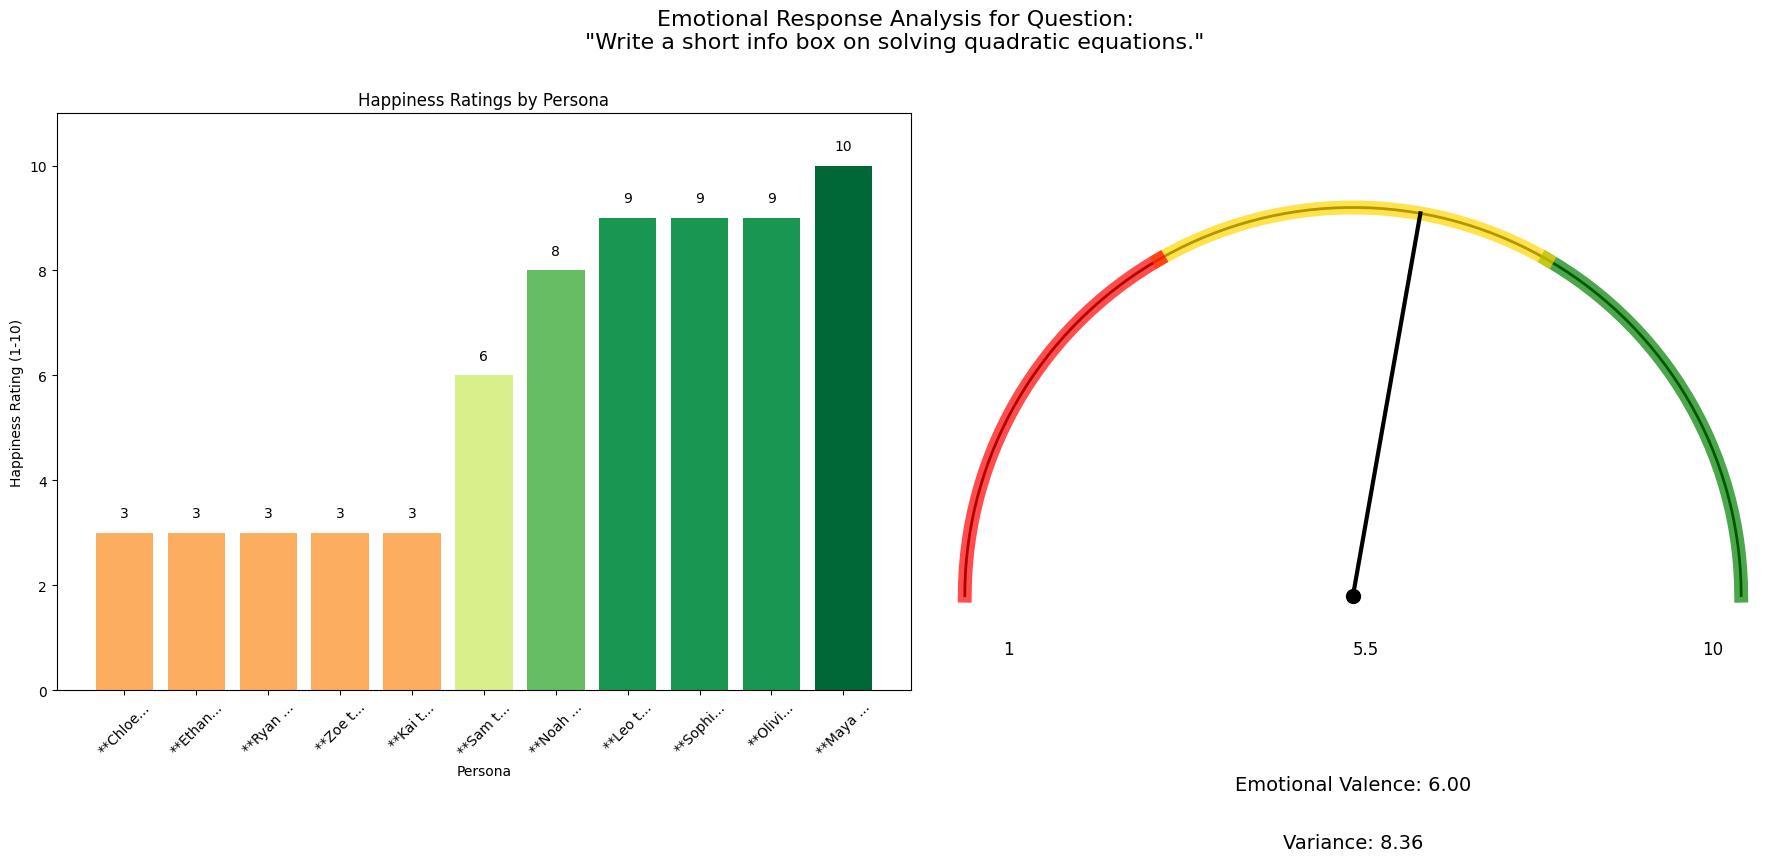 Emotional Response Analysis for Question:
"Write a short info box on solving quadratic equations."
Happiness Ratings by Persona
Happiness Rating (1-10)
10
8
6
4
2
0
3
3
3
3
3
6
8
9
9
9
10
**Chloe...
**Ethan...
**Ryan ...
**Zoe t...
**Kai t...
**Sam t...
**Noah ...
**Leo t...
**Sophi...
**Olivi...
**Maya ...
Persona
1
5.5
10
Emotional Valence: 6.00
Variance: 8.36